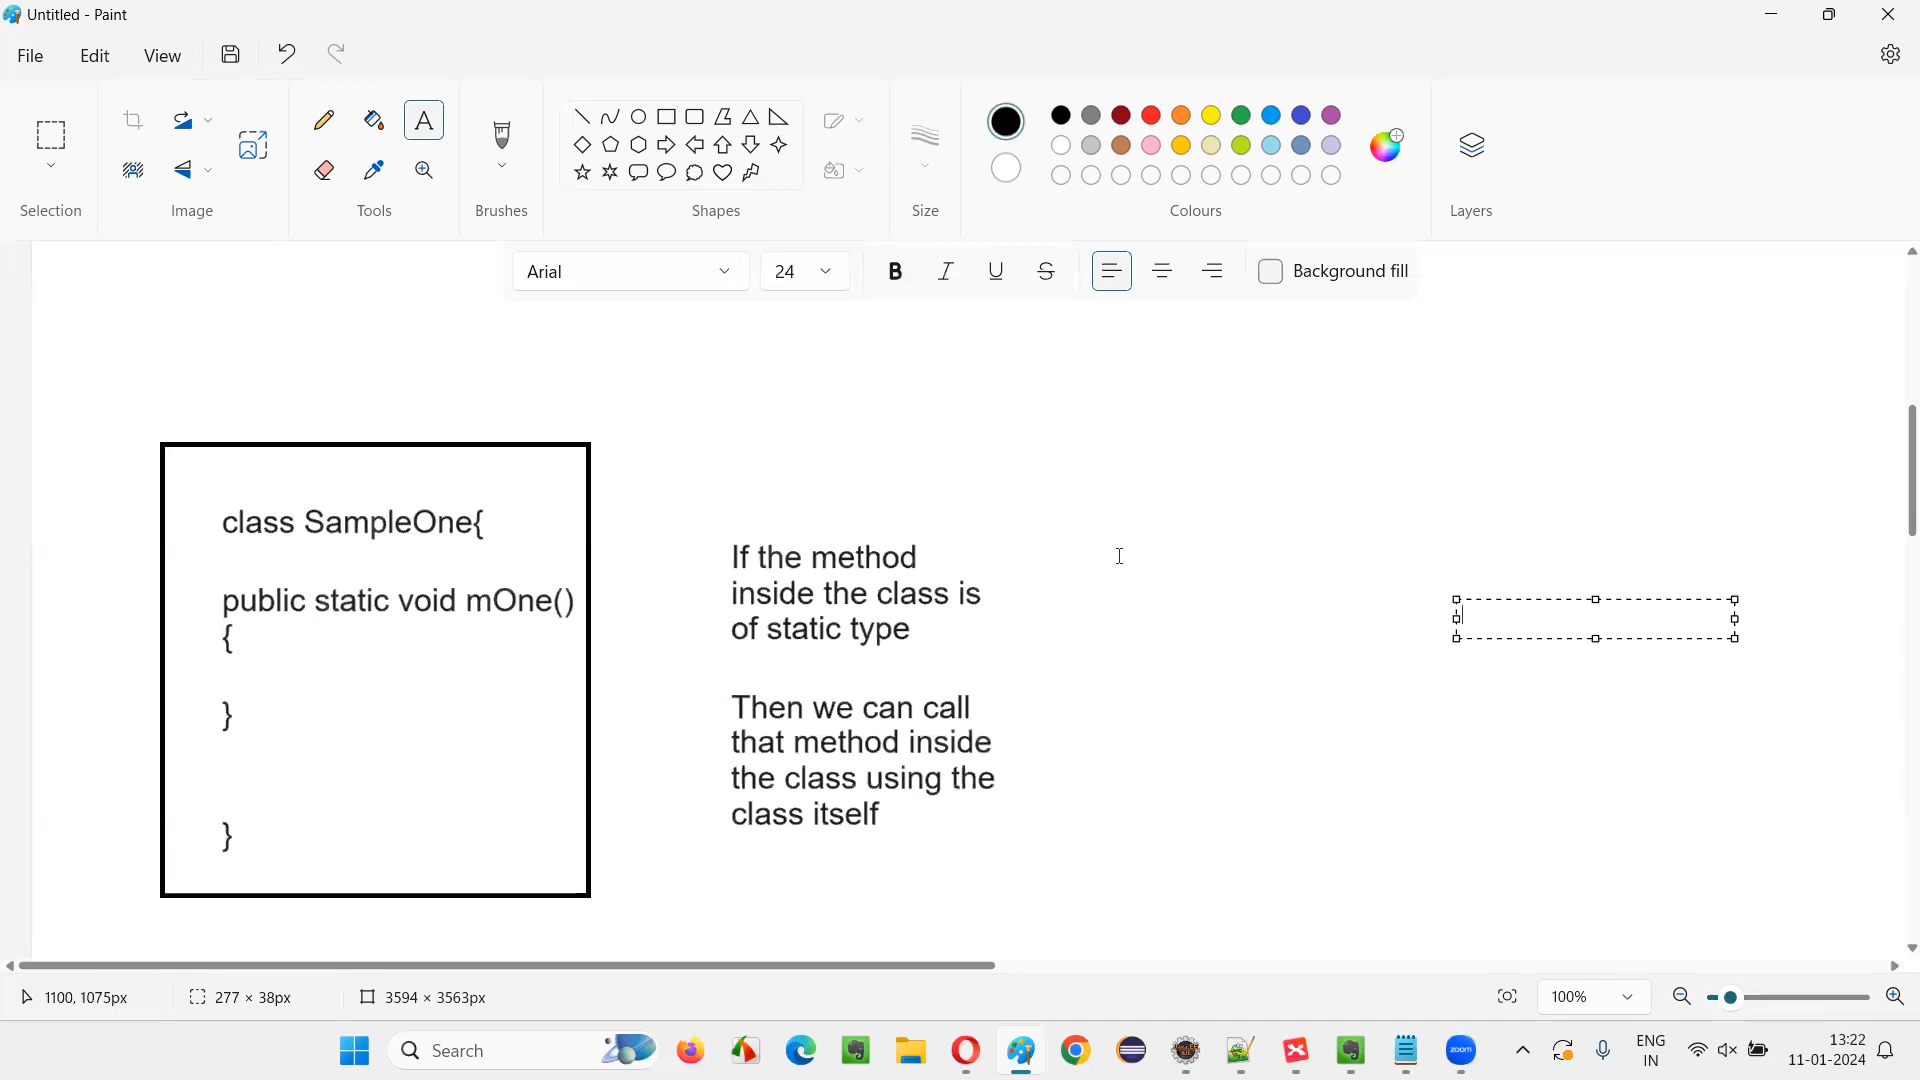 Untitled - Paint
File Edit View
Selection Image Tools Brushes Shapes Size Colours Layers
Arial 24 B I U S Background fill
class SampleOne{
public static void mOne()
{
}
}
If the method
inside the class is
of static type
Then we can call
that method inside
the class using the
class itself
1100, 1075px 277 × 38px 3594 × 3563px 100%
Search zoom ENG
IN
13:22
11-01-2024